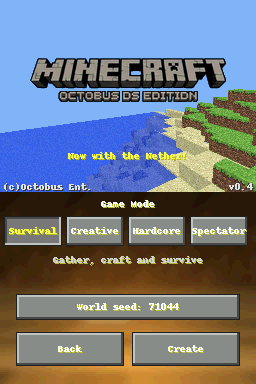 MINECRAFT
OCTOBUS DS EDITION
Now with the Nether!
(c)Octobus Ent. v0.4
Game Mode
Survival Creative Hardcore Spectator
Gather, craft and survive
World seed: 71044
Back Create